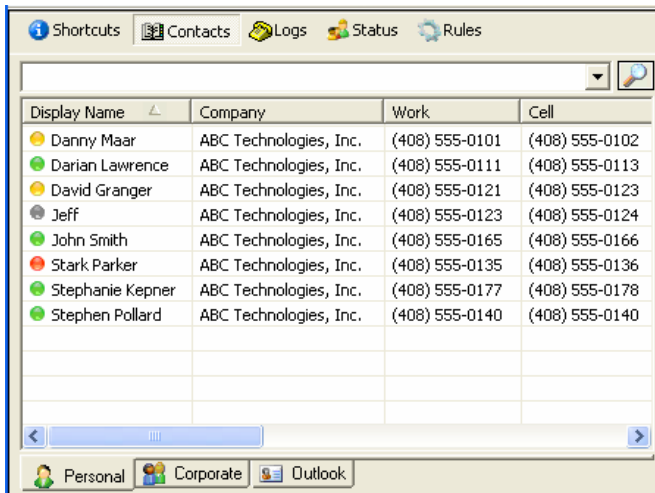 Shortcuts Contacts Logs Status Rules
Display Name Company Work Cell
Danny Maar ABC Technologies, Inc. (408) 555-0101 (408) 555-0102
Darian Lawrence ABC Technologies, Inc. (408) 555-0111 (408) 555-0113
David Granger ABC Technologies, Inc. (408) 555-0121 (408) 555-0123
Jeff ABC Technologies, Inc. (408) 555-0123 (408) 555-0124
John Smith ABC Technologies, Inc. (408) 555-0165 (408) 555-0166
Stark Parker ABC Technologies, Inc. (408) 555-0135 (408) 555-0136
Stephanie Kepner ABC Technologies, Inc. (408) 555-0177 (408) 555-0178
Stephen Pollard ABC Technologies, Inc. (408) 555-0140 (408) 555-0140
Personal Corporate Outlook